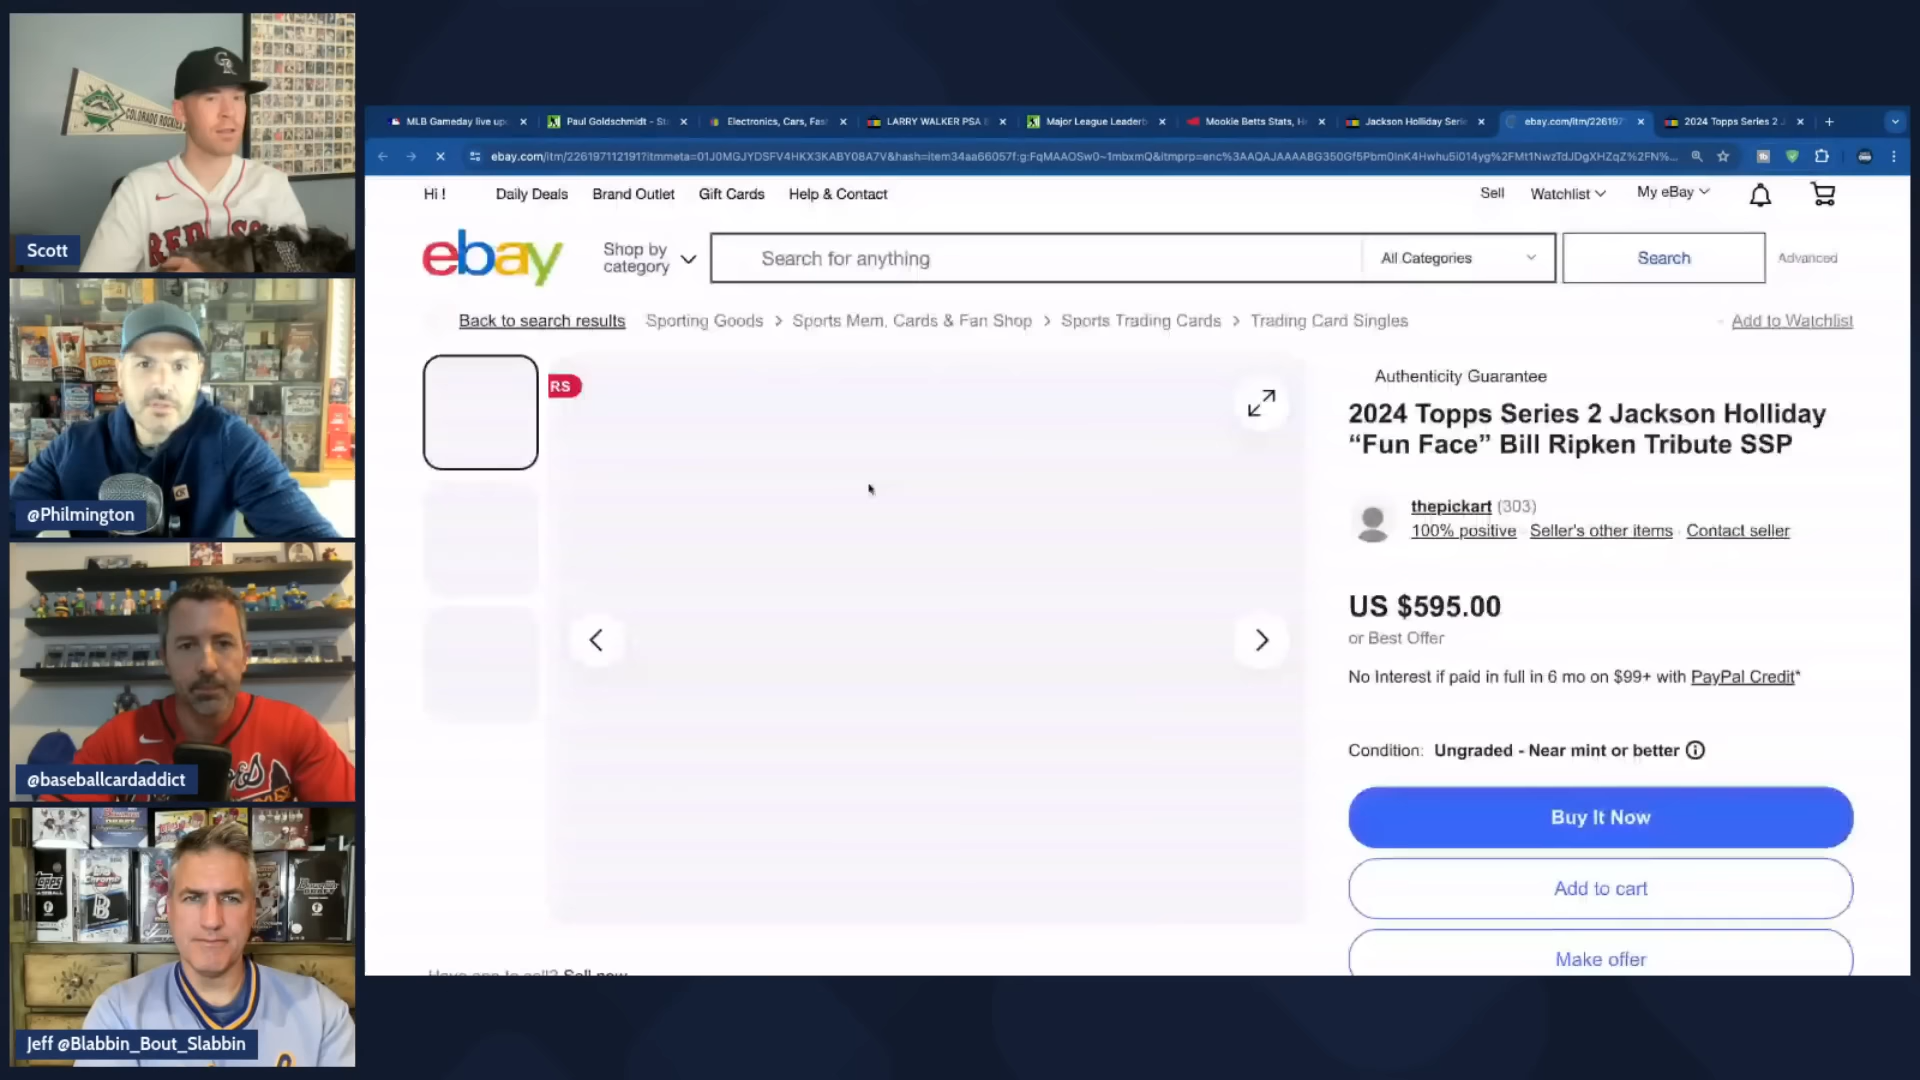 CR
COLORADO ROCKIES
RED SO
Scott
@Philmington
@baseballcardaddict
Jeff @Blabbin_Bout_Slabbin
MLB Gameday live up
Paul Goldschmidt - St
Electronics, Cars, Fas
LARRY WALKER PSA
Major League Leaderb
Mookie Betts Stats, H
Jackson Holliday Seri
ebay.com/itm/226197
2024 Topps Series 2 J
Hi !
Daily Deals
Brand Outlet
Gift Cards
Help & Contact
Sell
Watchlist
My eBay
ebay
Shop by
category
Search for anything
All Categories
Search
Advanced
Back to search results
Sporting Goods > Sports Mem, Cards & Fan Shop > Sports Trading Cards > Trading Card Singles
Add to Watchlist
RS
Authenticity Guarantee
2024 Topps Series 2 Jackson Holliday
“Fun Face” Bill Ripken Tribute SSP
thepickart (303)
100% positive Seller's other items Contact seller
US $595.00
or Best Offer
No Interest if paid in full in 6 mo on $99+ with PayPal Credit*
Condition: Ungraded - Near mint or better
Buy It Now
Add to cart
Make offer